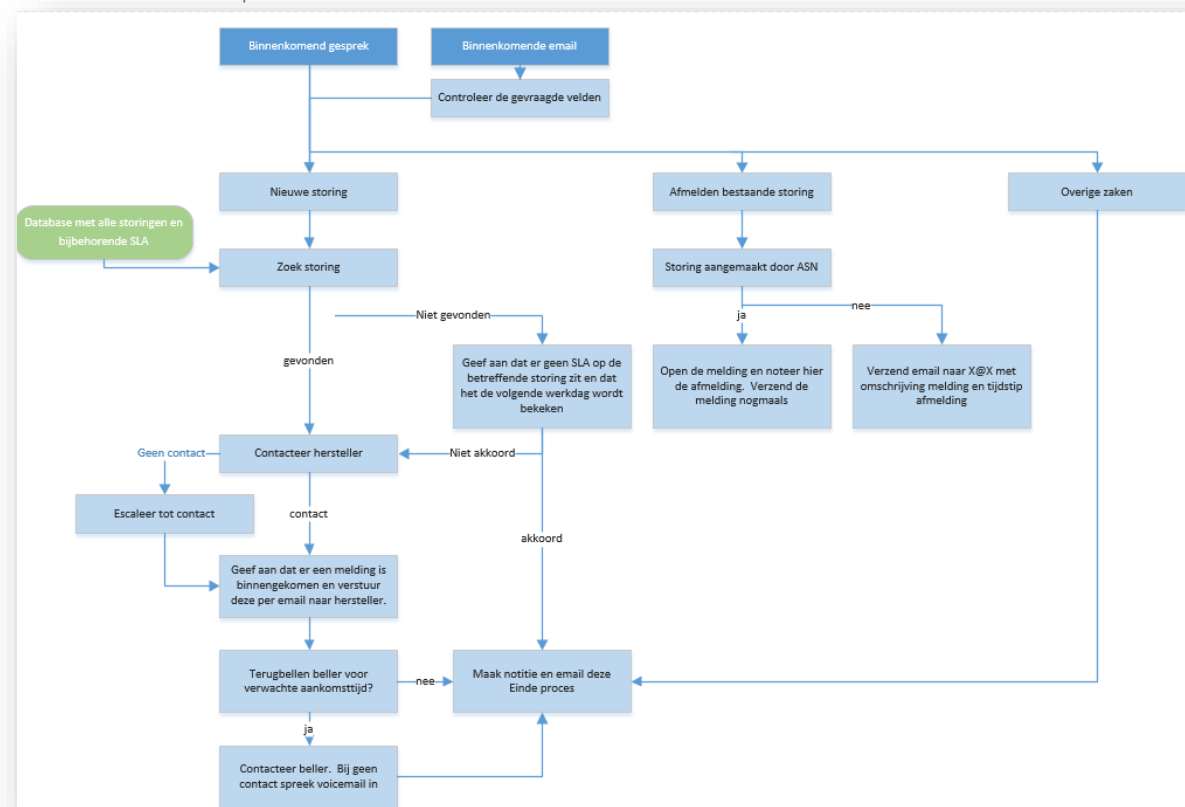 Binnenkomend gesprek
Binnenkomende email
Controleer de gevraagde velden
Nieuwe storing
Afmelden bestaande storing
Overige zaken
Database met alle storingen en
bijbehorende SLA
Zoek storing
Storing aangemaakt door ASN
Niet gevonden
ja
nee
gevonden
Geef aan dat er geen SLA op de
betreffende storing zit en dat
het de volgende werkdag wordt
bekeken
Open de melding en noteer hier
de afmelding. Verzend de
melding nogmaals
Verzend email naar X@X met
omschrijving melding en tijdstip
afmelding
Geen contact
Contacteer hersteller
Niet akkoord
Escaleer tot contact
contact
akkoord
Geef aan dat er een melding is
binnengekomen en verstuur
deze per email naar hersteller.
Terugbellen beller voor
verwachte aankomsttijd?
nee
Maak notitie en email deze
Einde proces
ja
Contacteer beller. Bij geen
contact spreek voicemail in